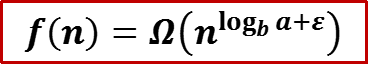 f(n) = Ω(n^{log_b a+ε})